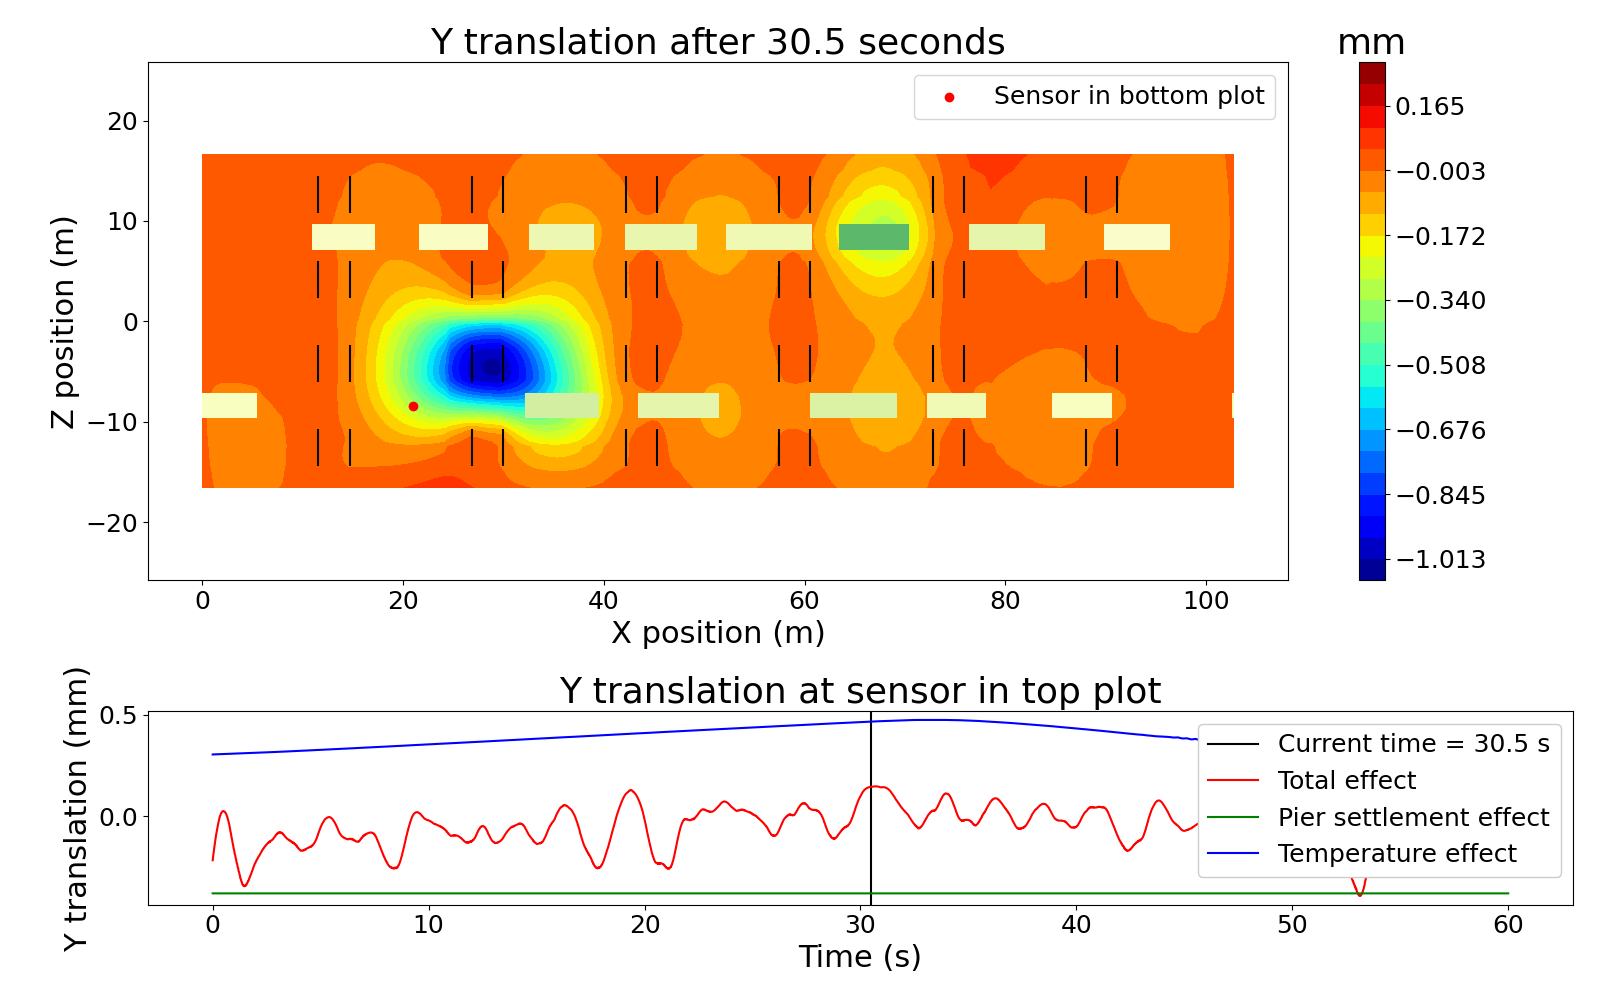 Y translation after 30.5 seconds
mm
Sensor in bottom plot
20
10
0
−10
−20
Z position (m)
0 20 40 60 80 100
X position (m)
0.165
−0.003
−0.172
−0.340
−0.508
−0.676
−0.845
−1.013
Y translation at sensor in top plot
0.5
0.0
Y translation (mm)
Current time = 30.5 s
Total effect
Pier settlement effect
Temperature effect
0 10 20 30 40 50 60
Time (s)